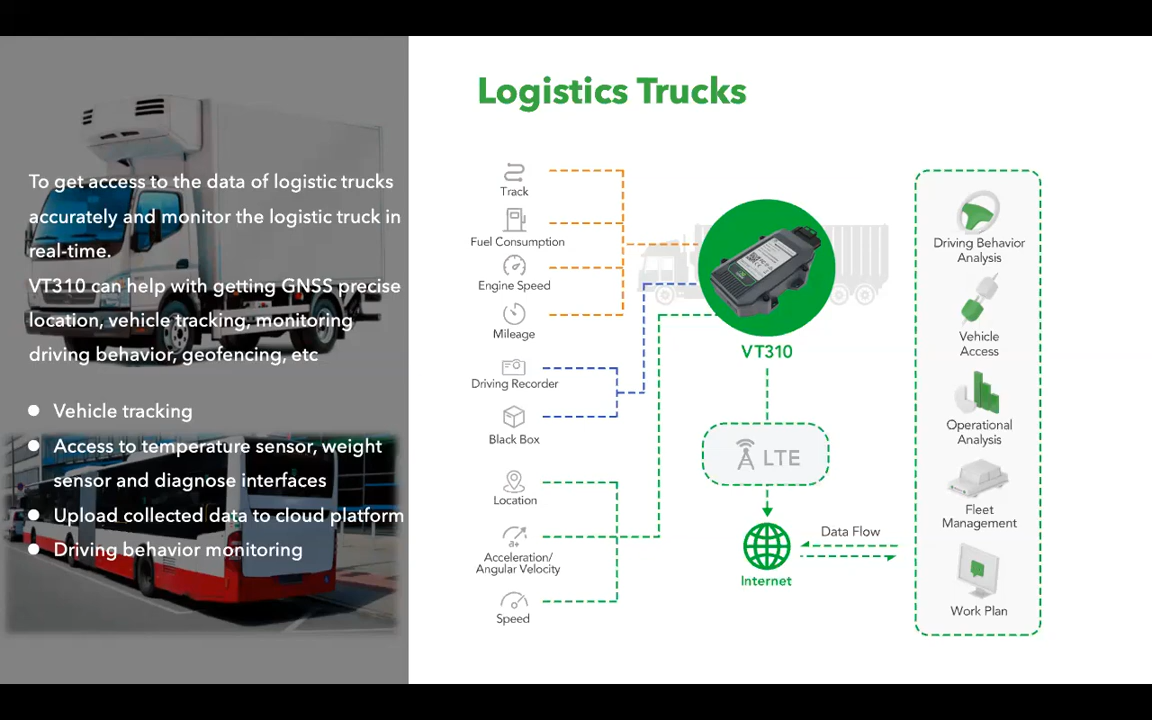 Logistics Trucks
To get access to the data of logistic trucks
accurately and monitor the logistic truck in
real-time.
VT310 can help with getting GNSS precise
location, vehicle tracking, monitoring
driving behavior, geofencing, etc
Vehicle tracking
Access to temperature sensor, weight
sensor and diagnose interfaces
Upload collected data to cloud platform
Driving behavior monitoring
Track
Fuel Consumption
Engine Speed
Mileage
Driving Recorder
Black Box
Location
a+
Acceleration/
Angular Velocity
Speed
VT310
LTE
Internet
Data Flow
Driving Behavior
Analysis
Vehicle
Access
Operational
Analysis
Fleet
Management
Work Plan